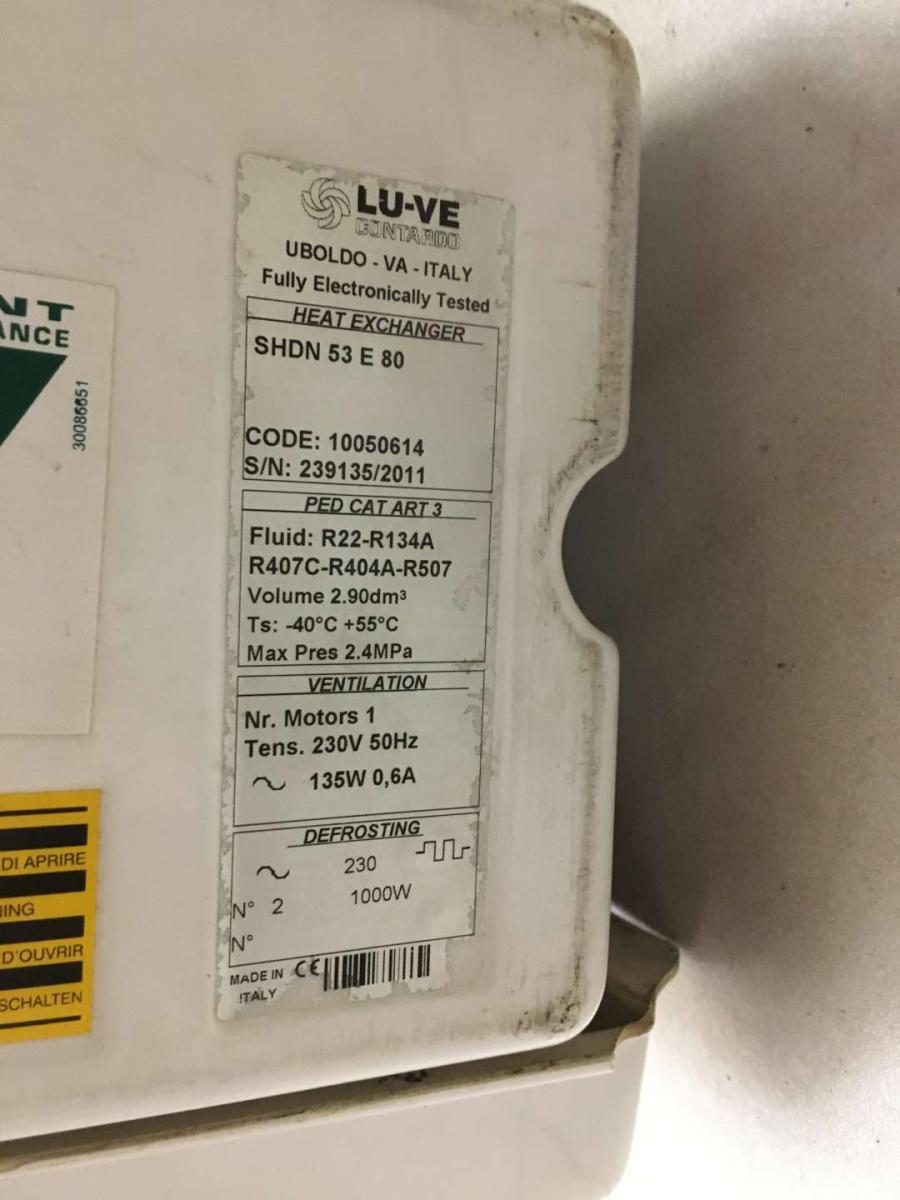 NT
ANCE
30086651
LU-VE
CONTARDO
UBOLDO - VA - ITALY
Fully Electronically Tested
HEAT EXCHANGER
SHDN 53 E 80
CODE: 10050614
S/N: 239135/2011
PED CAT ART 3
Fluid: R22-R134A
R407C-R404A-R507
Volume 2.90dm³
Ts: -40°C +55°C
Max Pres 2.4MPa
VENTILATION
Nr. Motors 1
Tens. 230V 50Hz
135W 0,6A
DEFROSTING
230
N° 2 1000W
N°
MADE IN CE
ITALY
DI APRIRE
NING
D'OUVRIR
SCHALTEN